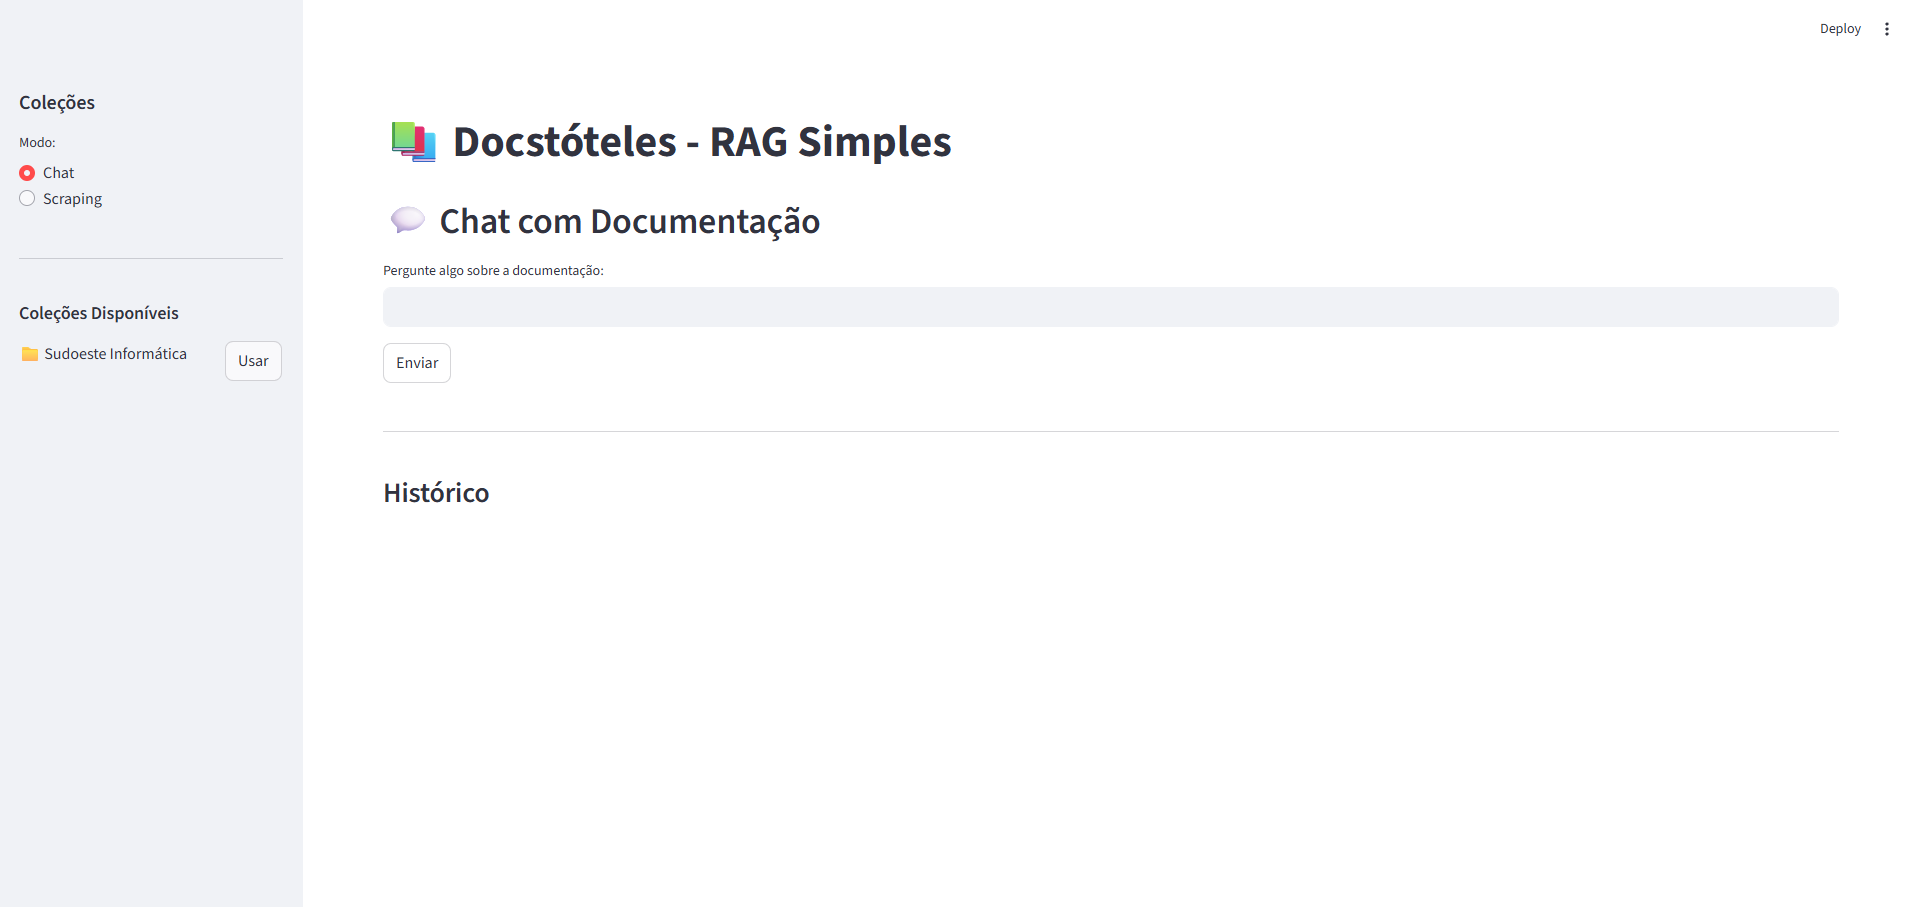 Deploy
Coleções
Modo:
Chat
Scraping
Coleções Disponíveis
Sudoeste Informática
Usar
Docstóteles - RAG Simples
Chat com Documentação
Pergunte algo sobre a documentação:
Enviar
Histórico